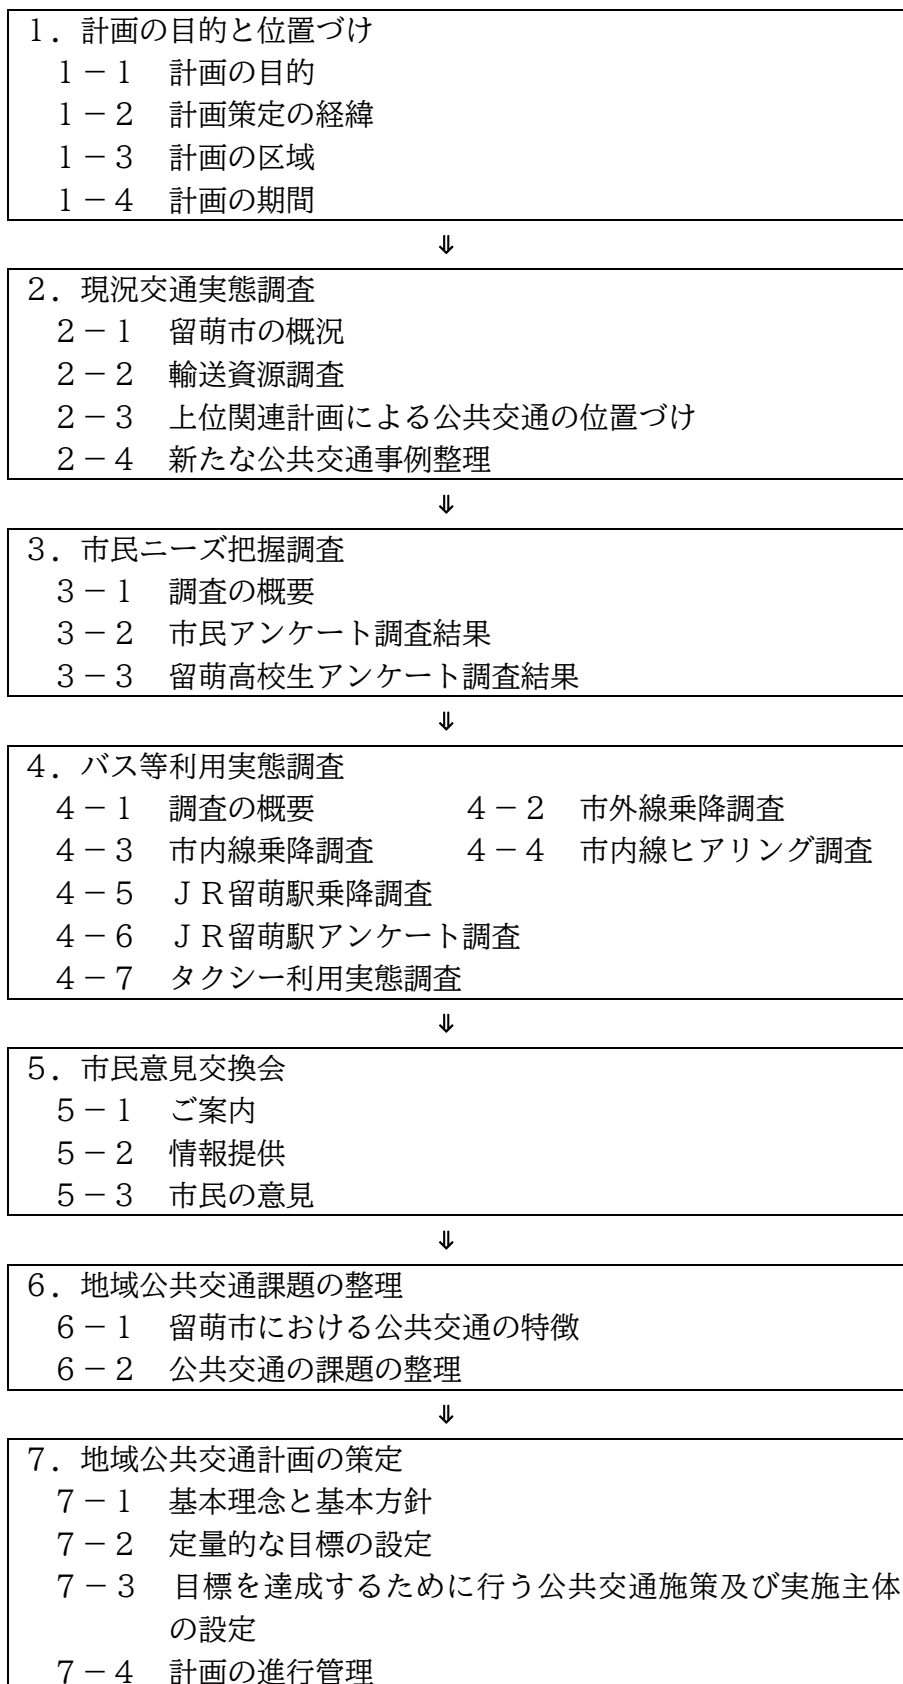 １．計画の目的と位置づけ
１－１　計画の目的
１－２　計画策定の経緯
１－３　計画の区域
１－４　計画の期間
⇓
２．現況交通実態調査
２－１　留萌市の概況
２－２　輸送資源調査
２－３　上位関連計画による公共交通の位置づけ
２－４　新たな公共交通事例整理
⇓
３．市民ニーズ把握調査
３－１　調査の概要
３－２　市民アンケート調査結果
３－３　留萌高校生アンケート調査結果
⇓
４．バス等利用実態調査
４－１　調査の概要　　　　　４－２　市外線乗降調査
４－３　市内線乗降調査　　　４－４　市内線ヒアリング調査
４－５　ＪＲ留萌駅乗降調査
４－６　ＪＲ留萌駅アンケート調査
４－７　タクシー利用実態調査
⇓
５．市民意見交換会
５－１　ご案内
５－２　情報提供
５－３　市民の意見
⇓
６．地域公共交通課題の整理
６－１　留萌市における公共交通の特徴
６－２　公共交通の課題の整理
⇓
７．地域公共交通計画の策定
７－１　基本理念と基本方針
７－２　定量的な目標の設定
７－３　目標を達成するために行う公共交通施策及び実施主体
の設定
７－４　計画の進行管理